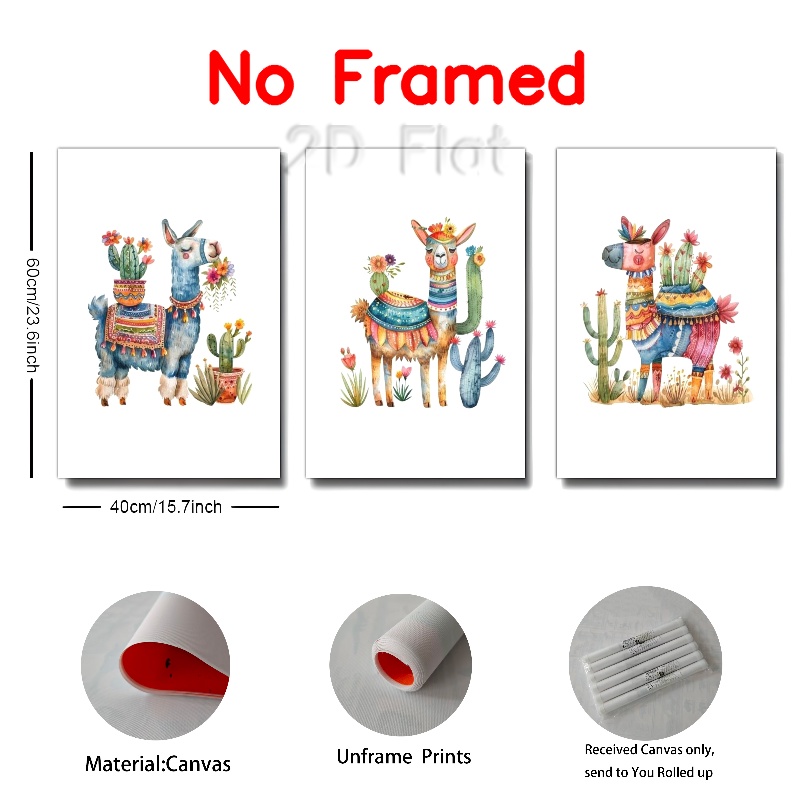 No Framed
2D Flat
60cm/23.6inch
40cm/15.7inch
Material:Canvas
Unframe Prints
Received Canvas only,
send to You Rolled up